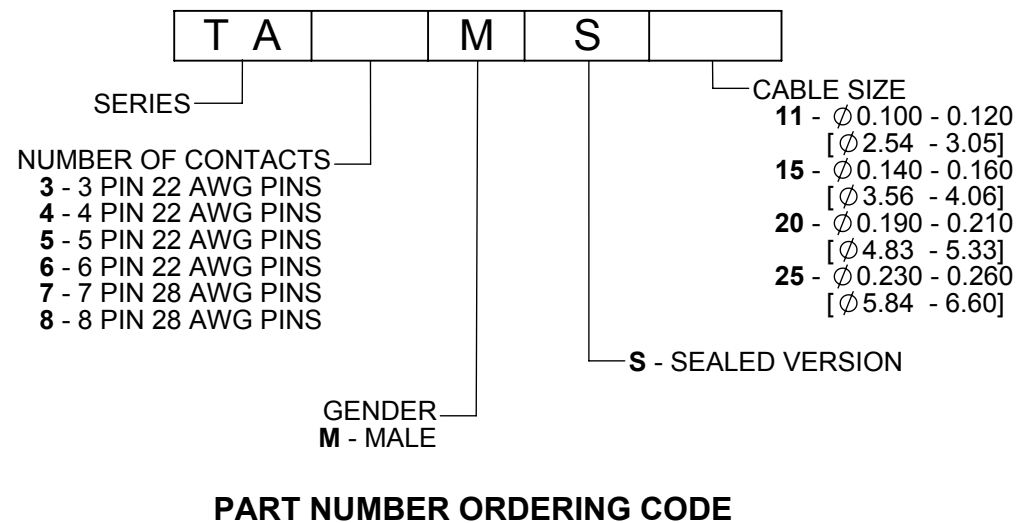 T A M S
SERIES
NUMBER OF CONTACTS
3 - 3 PIN 22 AWG PINS
4 - 4 PIN 22 AWG PINS
5 - 5 PIN 22 AWG PINS
6 - 6 PIN 22 AWG PINS
7 - 7 PIN 28 AWG PINS
8 - 8 PIN 28 AWG PINS
CABLE SIZE
11 - ∅0.100 - 0.120
[∅2.54 - 3.05]
15 - ∅0.140 - 0.160
[∅3.56 - 4.06]
20 - ∅0.190 - 0.210
[∅4.83 - 5.33]
25 - ∅0.230 - 0.260
[∅5.84 - 6.60]
S - SEALED VERSION
GENDER
M - MALE
PART NUMBER ORDERING CODE